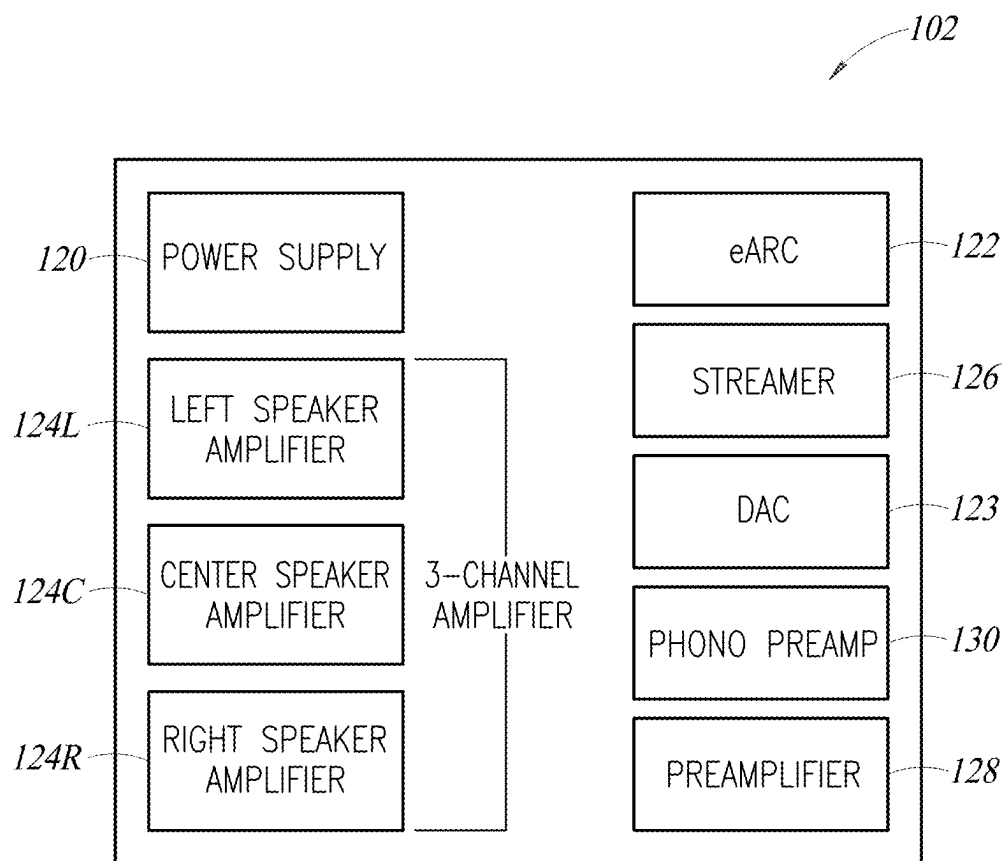 102
120
POWER SUPPLY
eARC
122
124L
LEFT SPEAKER
AMPLIFIER
STREAMER
126
DAC
123
124C
CENTER SPEAKER
AMPLIFIER
3-CHANNEL
AMPLIFIER
PHONO PREAMP
130
124R
RIGHT SPEAKER
AMPLIFIER
PREAMPLIFIER
128